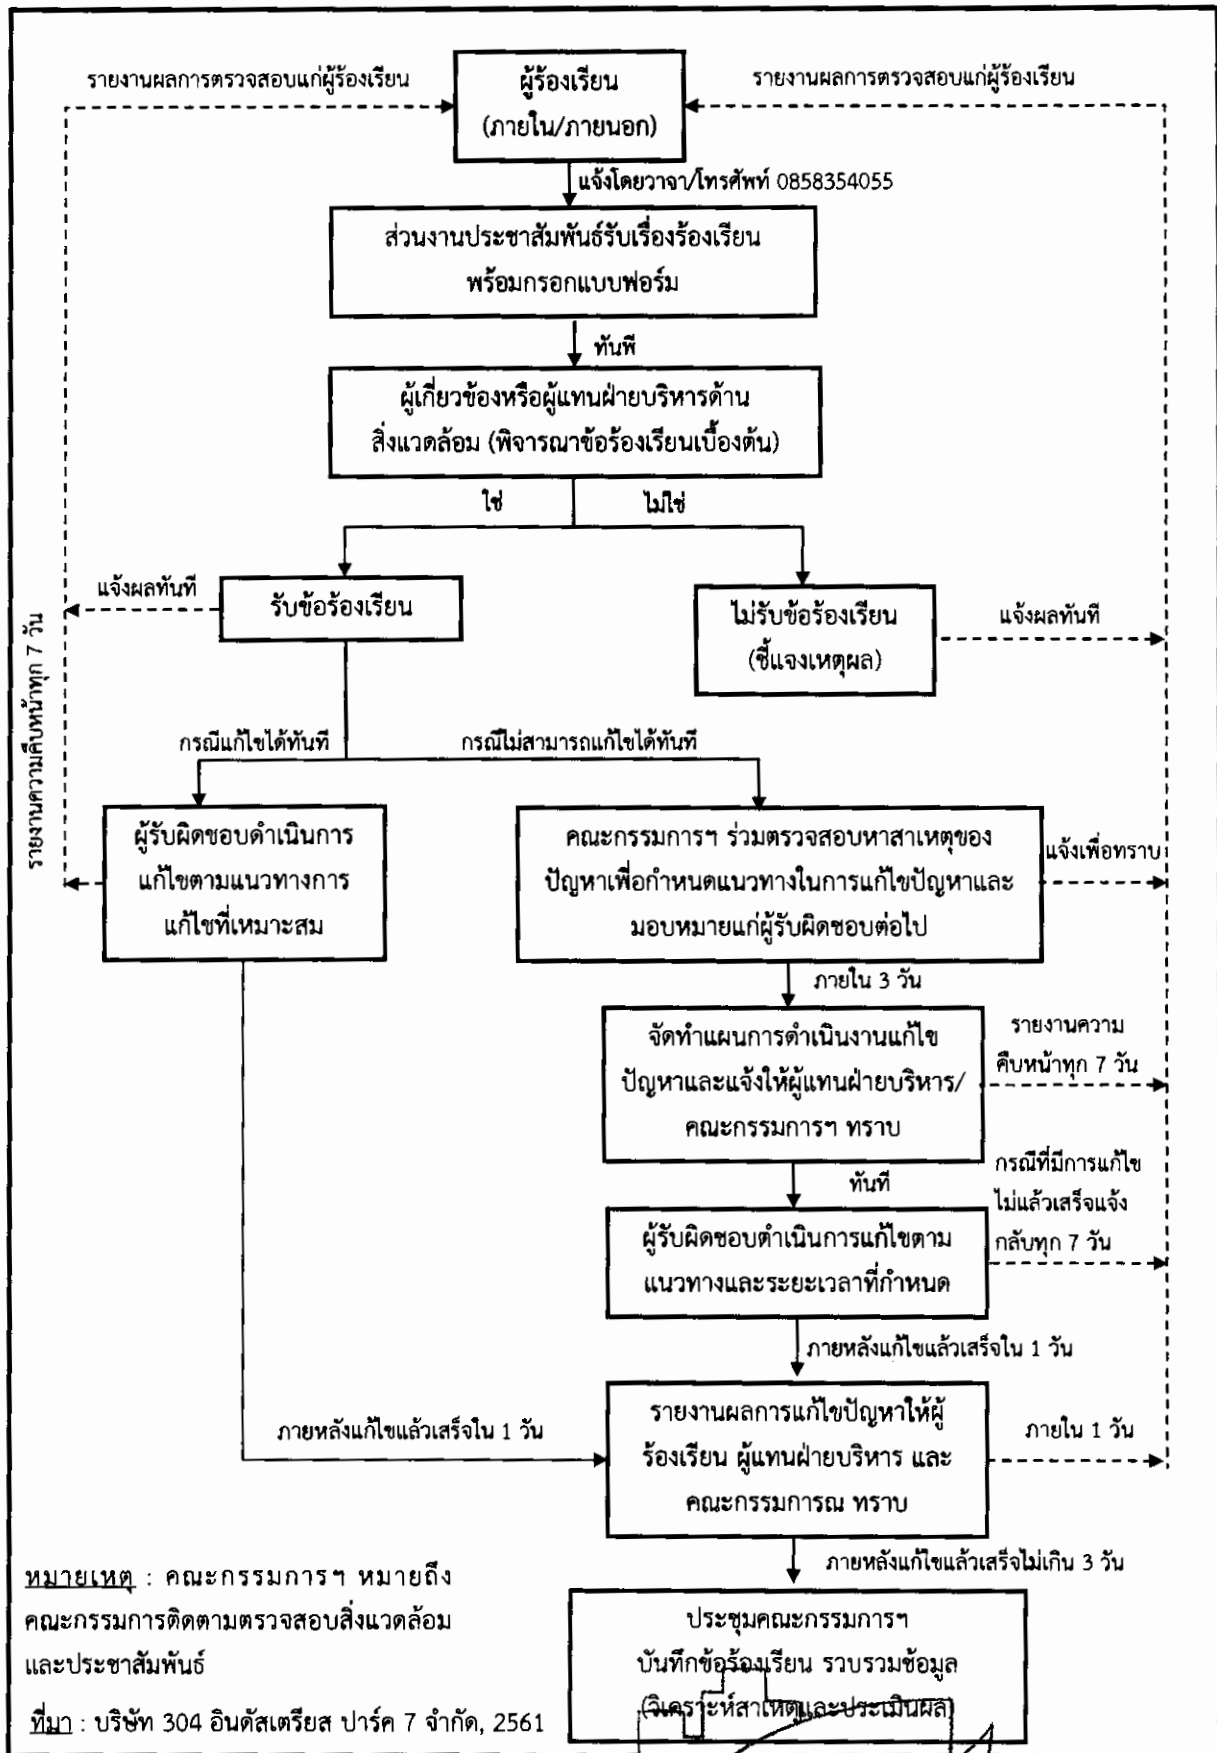 รายงานผลการตรวจสอบแก่ผู้ร้องเรียน
ผู้ร้องเรียน
(ภายใน/ภายนอก)
รายงานผลการตรวจสอบแก่ผู้ร้องเรียน
แจ้งโดยวาจา/โทรศัพท์ 0858354055
ส่วนงานประชาสัมพันธ์รับเรื่องร้องเรียน
พร้อมกรอกแบบฟอร์ม
ทันที
ผู้เกี่ยวข้องหรือผู้แทนฝ่ายบริหารด้าน
สิ่งแวดล้อม (พิจารณาข้อร้องเรียนเบื้องต้น)
ใช่
ไม่ใช่
แจ้งผลทันที
รับข้อร้องเรียน
ไม่รับข้อร้องเรียน
(ชี้แจงเหตุผล)
แจ้งผลทันที
รายงานความคืบหน้าทุก 7 วัน
กรณีแก้ไขได้ทันที
กรณีไม่สามารถแก้ไขได้ทันที
ผู้รับผิดชอบดำเนินการ
แก้ไขตามแนวทางการ
แก้ไขที่เหมาะสม
คณะกรรมการฯ ร่วมตรวจสอบหาสาเหตุของ
ปัญหาเพื่อกำหนดแนวทางในการแก้ไขปัญหาและ
มอบหมายแก่ผู้รับผิดชอบต่อไป
แจ้งเพื่อทราบ
ภายใน 3 วัน
จัดทำแผนการดำเนินงานแก้ไข
ปัญหาและแจ้งให้ผู้แทนฝ่ายบริหาร/
คณะกรรมการฯ ทราบ
รายงานความ
คืบหน้าทุก 7 วัน
ทันที
กรณีที่มีการแก้ไข
ไม่แล้วเสร็จแจ้ง
กลับทุก 7 วัน
ผู้รับผิดชอบดำเนินการแก้ไขตาม
แนวทางและระยะเวลาที่กำหนด
ภายหลังแก้ไขแล้วเสร็จใน 1 วัน
ภายหลังแก้ไขแล้วเสร็จใน 1 วัน
รายงานผลการแก้ไขปัญหาให้ผู้
ร้องเรียน ผู้แทนฝ่ายบริหาร และ
คณะกรรมการณ ทราบ
ภายใน 1 วัน
ภายหลังแก้ไขแล้วเสร็จไม่เกิน 3 วัน
ประชุมคณะกรรมการฯ
บันทึกข้อร้องเรียน รวบรวมข้อมูล
(วิเคราะห์สาเหตุและประเมินผล)
หมายเหตุ : คณะกรรมการฯ หมายถึง
คณะกรรมการติดตามตรวจสอบสิ่งแวดล้อม
และประชาสัมพันธ์
ที่มา : บริษัท 304 อินดัสเตรียส ปาร์ค 7 จำกัด, 2561